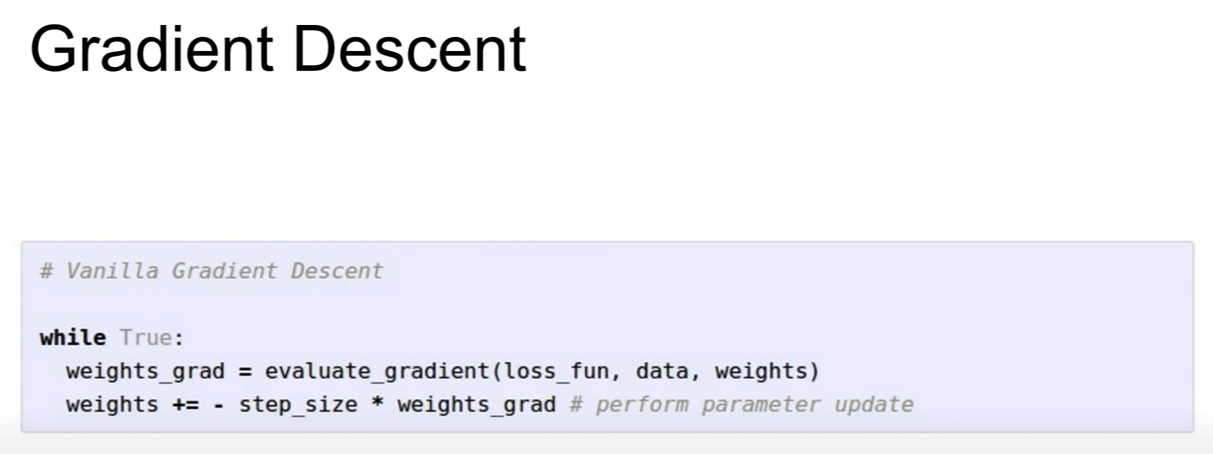 Gradient Descent
# Vanilla Gradient Descent
while True:
  weights_grad = evaluate_gradient(loss_fun, data, weights)
  weights += - step_size * weights_grad # perform parameter update